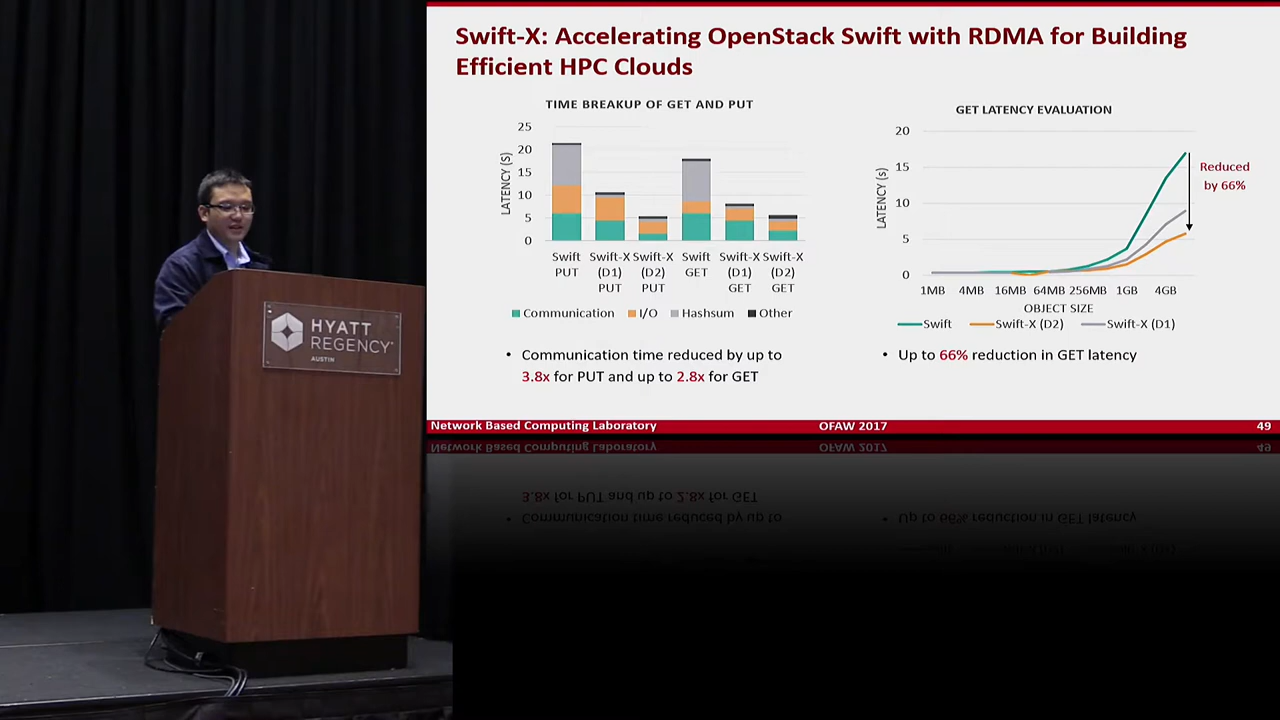 Swift-X: Accelerating OpenStack Swift with RDMA for Building
Efficient HPC Clouds
TIME BREAKUP OF GET AND PUT
25
20
15
10
5
0
LATENCY (S)
Swift PUT
Swift-X (D1) PUT
Swift-X (D2) PUT
Swift GET
Swift-X (D1) GET
Swift-X (D2) GET
Communication
I/O
Hashsum
Other
• Communication time reduced by up to
3.8x for PUT and up to 2.8x for GET
GET LATENCY EVALUATION
20
15
10
5
0
LATENCY (s)
Reduced
by 66%
1MB 4MB 16MB 64MB 256MB 1GB 4GB
OBJECT SIZE
Swift
Swift-X (D2)
Swift-X (D1)
• Up to 66% reduction in GET latency
Network Based Computing Laboratory
OFAW 2017
49
HYATT
REGENCY
AUSTIN